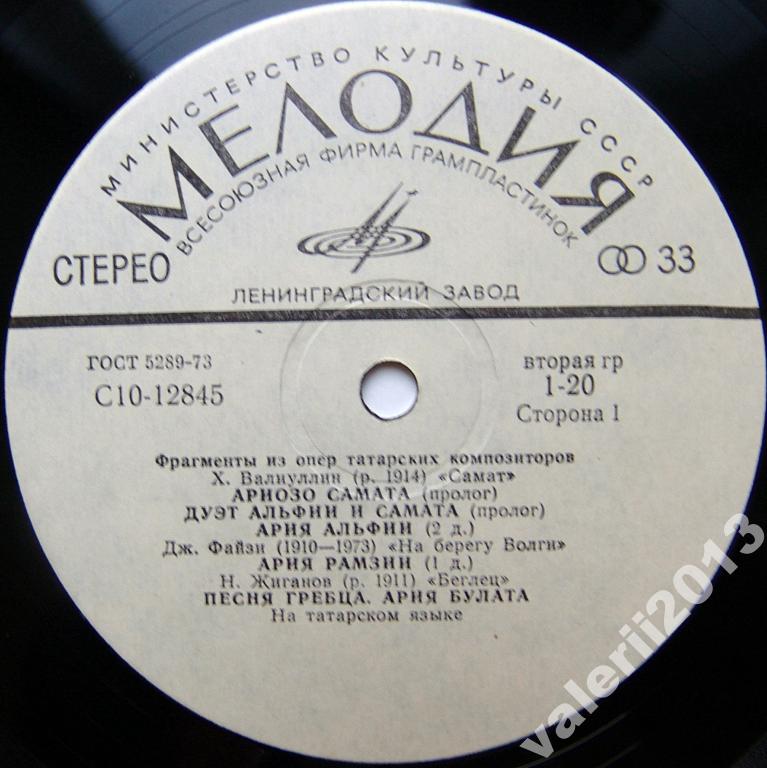 МИНИСТЕРСТВО КУЛЬТУРЫ СССР
МЕЛОДИЯ
ВСЕСОЮЗНАЯ ФИРМА ГРАМПЛАСТИНОК
СТЕРЕО
33
ЛЕНИНГРАДСКИЙ ЗАВОД
ГОСТ 5289-73
вторая гр
С10-12845
1-20
Сторона 1
Фрагменты из опер татарских композиторов
Х. Валиуллин (р. 1914) «Самат»
АРИОЗО САМАТА (пролог)
ДУЭТ АЛЬФИИ И САМАТА (пролог)
АРИЯ АЛЬФИИ (2 д.)
Дж. Файзи (1910—1973) «На берегу Волги»
АРИЯ РАМЗИИ (1 д.)
Н. Жиганов (р. 1911) «Беглец»
ПЕСНЯ ГРЕБЦА. АРИЯ БУЛАТА
На татарском языке
valerii2013